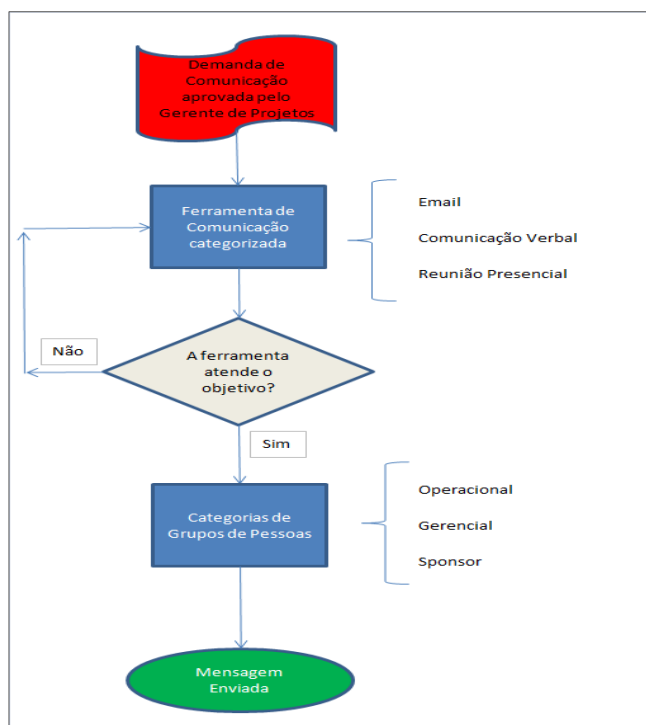 Demanda de
Comunicação
aprovada pelo
Gerente de Projetos
Ferramenta de
Comunicação
categorizada
Email
Comunicação Verbal
Reunião Presencial
Não
A ferramenta
atende o
objetivo?
Sim
Categorias de
Grupos de Pessoas
Operacional
Gerencial
Sponsor
Mensagem
Enviada